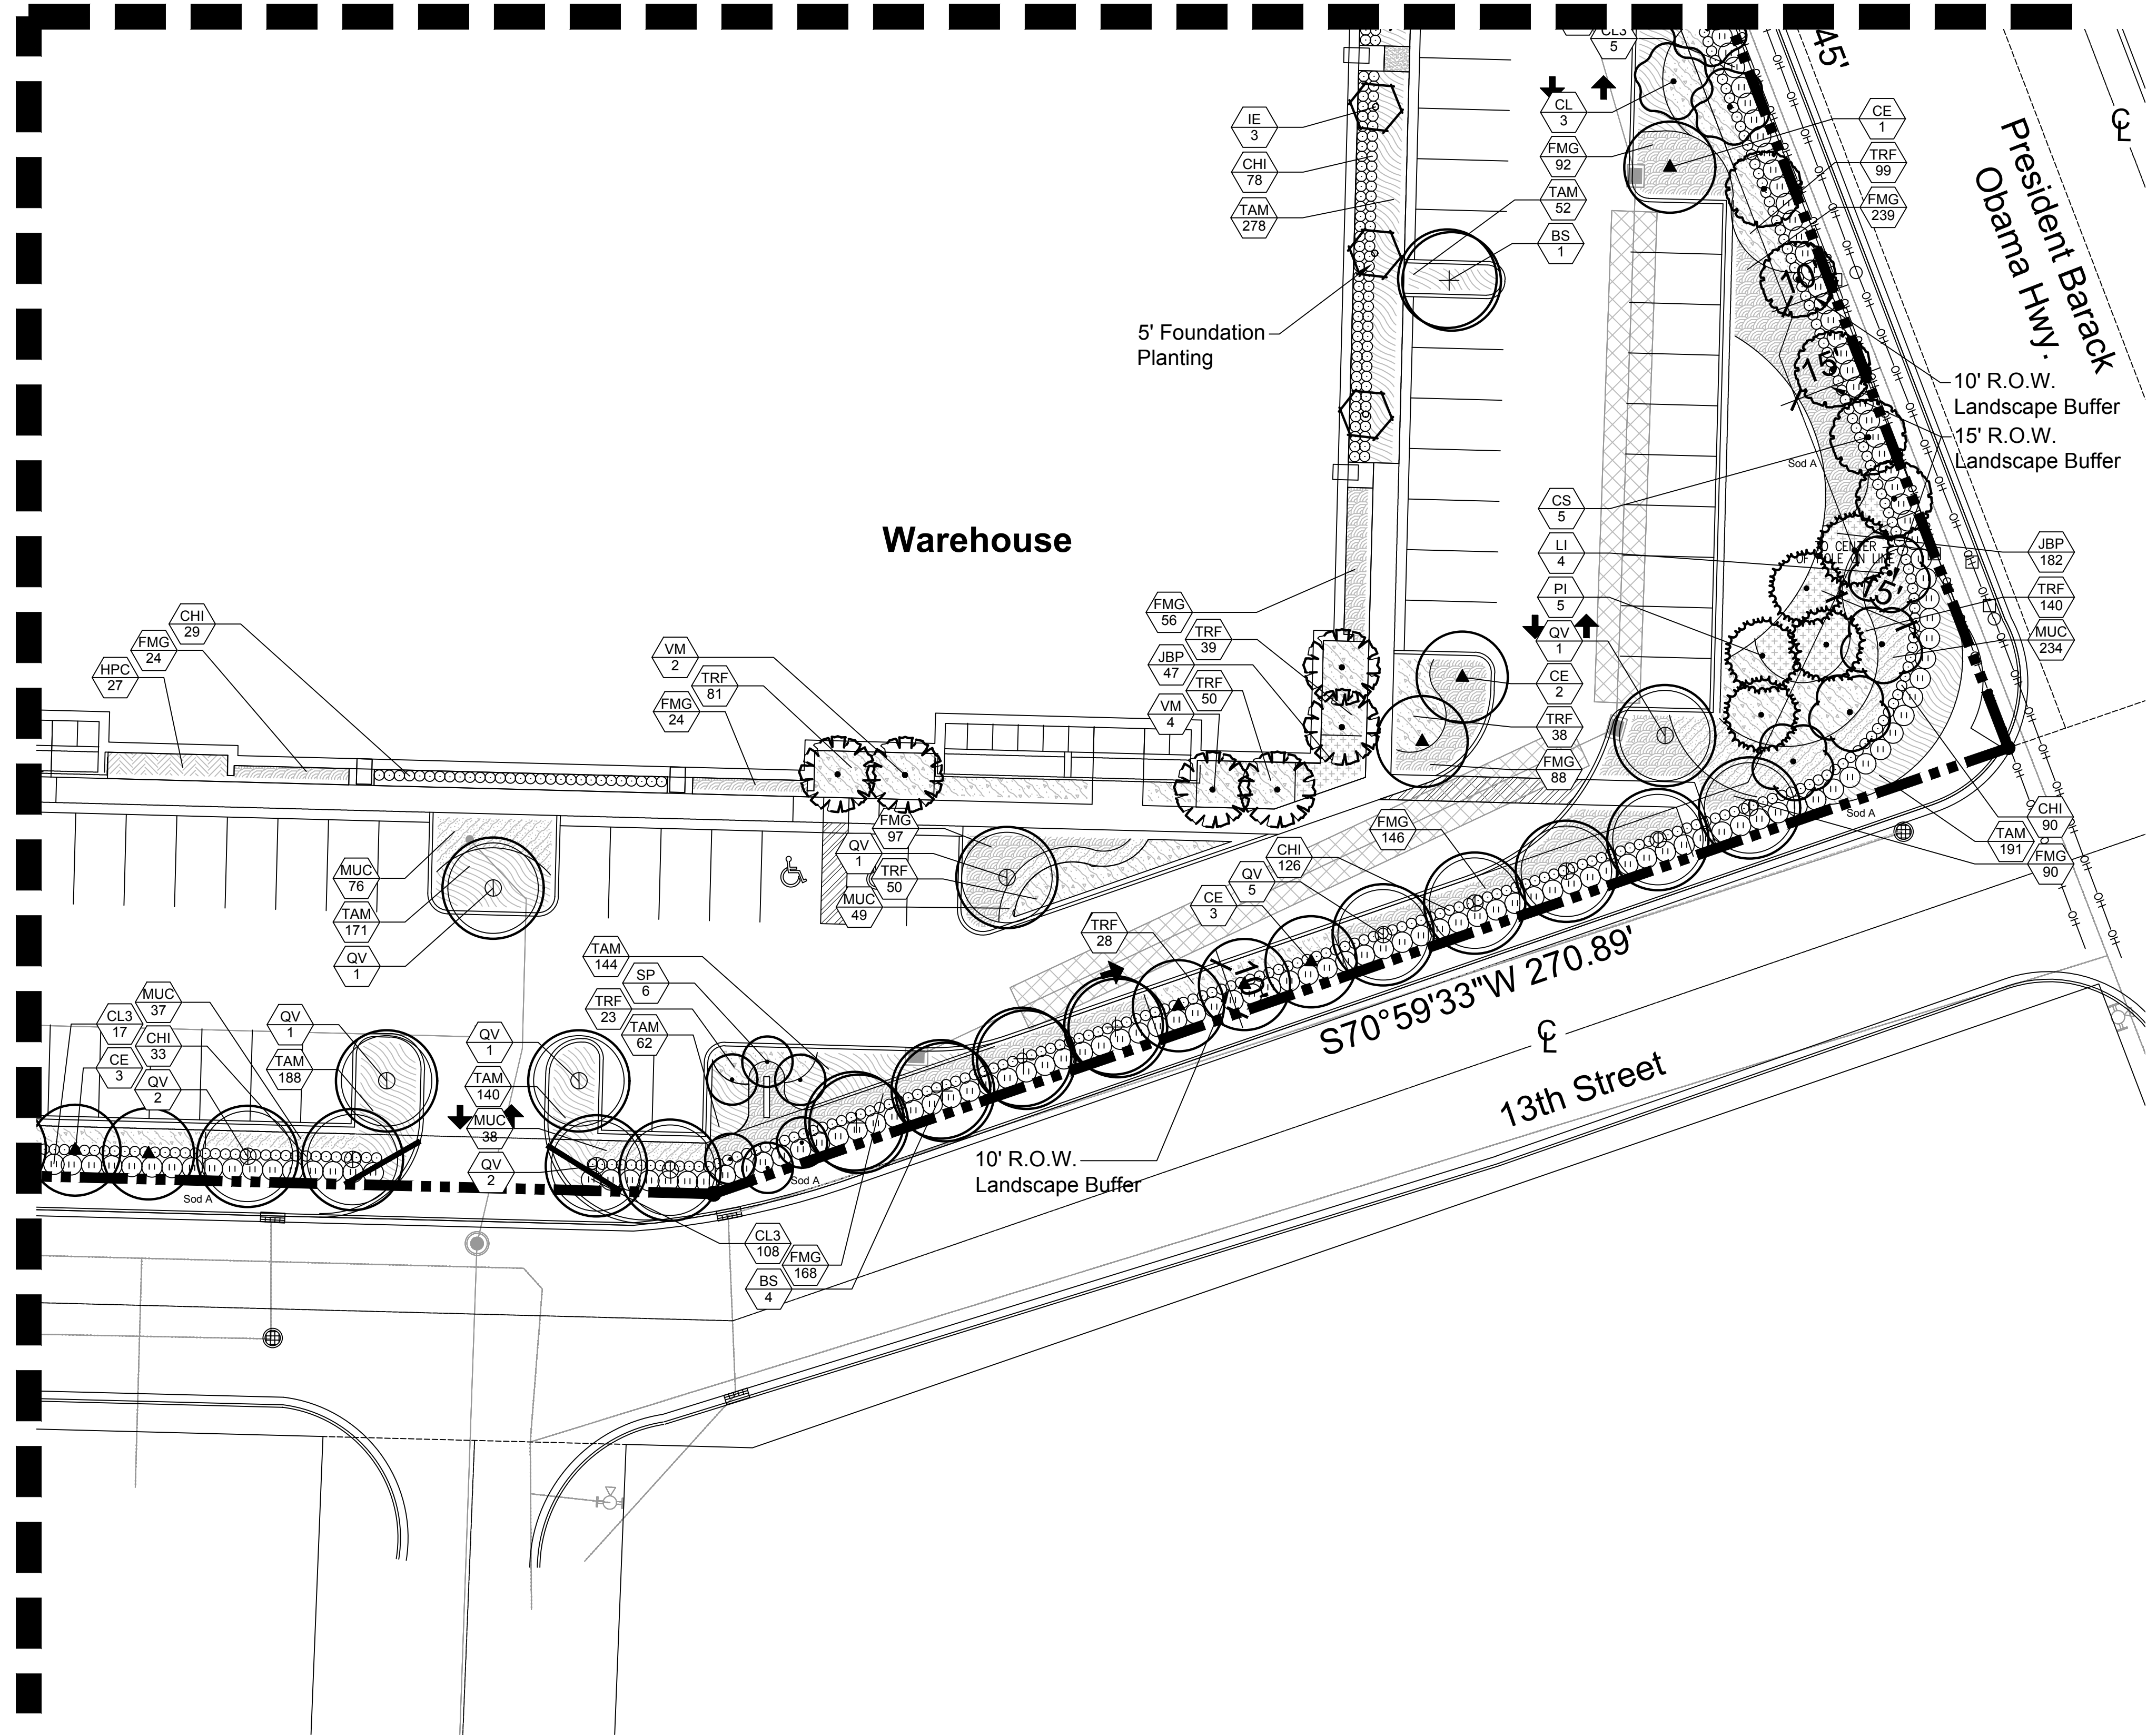 CL3
5
45'
IE
3
CHI
78
TAM
278
CL
3
FMG
92
TAM
52
BS
1
CE
1
TRF
99
FMG
239
℄
President Barack
Obama Hwy.
10'
15'
5' Foundation
Planting
10' R.O.W.
Landscape Buffer
15' R.O.W.
Landscape Buffer
Sod A
Warehouse
CS
5
LI
4
PI
5
QV
1
CE
2
TRF
38
FMG
88
CENTER
15'
JBP
182
TRF
140
MUC
234
CHI
29
FMG
24
HPC
27
VM
2
TRF
81
FMG
24
FMG
56
TRF
39
JBP
47
TRF
50
VM
4
MUC
76
TAM
171
QV
1
FMG
97
QV
1
TRF
50
MUC
49
FMG
146
CHI
126
QV
5
CE
3
TRF
28
10'
Sod A
CHI
90
TAM
191
FMG
90
OH
S70°59'33"W 270.89'
℄
13th Street
TAM
144
SP
6
TRF
23
TAM
62
MUC
37
CL3
17
CHI
33
CE
3
QV
2
QV
1
TAM
188
QV
1
TAM
140
MUC
38
QV
2
Sod A
Sod A
10' R.O.W.
Landscape Buffer
CL3
108
FMG
168
BS
4